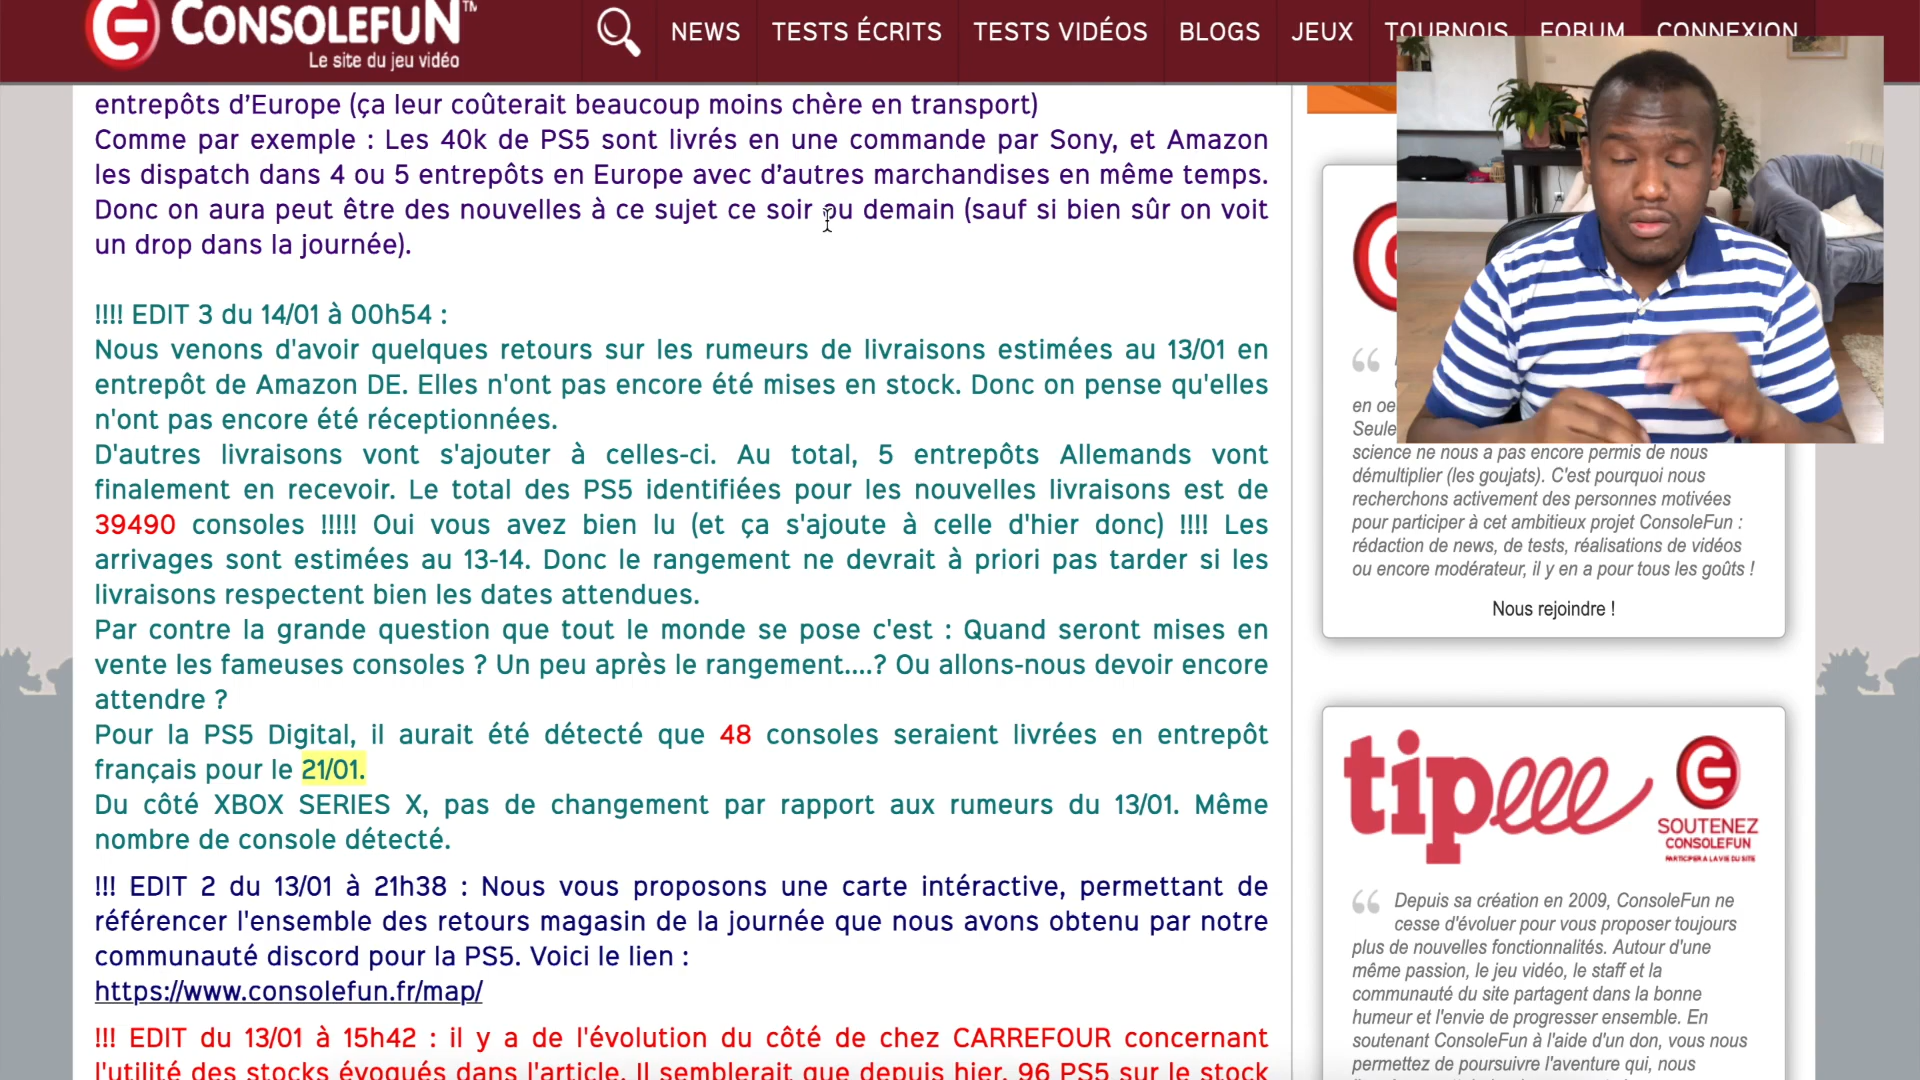 CONSOLEFUN™
Le site du jeu vidéo
NEWS TESTS ÉCRITS TESTS VIDÉOS BLOGS JEUX TOURNOIS FORUM CONNEXION
entrepôts d’Europe (ça leur coûterait beaucoup moins chère en transport)
Comme par exemple : Les 40k de PS5 sont livrés en une commande par Sony, et Amazon
les dispatch dans 4 ou 5 entrepôts en Europe avec d’autres marchandises en même temps.
Donc on aura peut être des nouvelles à ce sujet ce soir ou demain (sauf si bien sûr on voit
un drop dans la journée).
!!!! EDIT 3 du 14/01 à 00h54 :
Nous venons d'avoir quelques retours sur les rumeurs de livraisons estimées au 13/01 en
entrepôt de Amazon DE. Elles n'ont pas encore été mises en stock. Donc on pense qu'elles
n'ont pas encore été réceptionnées.
D'autres livraisons vont s'ajouter à celles-ci. Au total, 5 entrepôts Allemands vont
finalement en recevoir. Le total des PS5 identifiées pour les nouvelles livraisons est de
39490 consoles !!!!! Oui vous avez bien lu (et ça s'ajoute à celle d'hier donc) !!!! Les
arrivages sont estimées au 13-14. Donc le rangement ne devrait à priori pas tarder si les
livraisons respectent bien les dates attendues.
Par contre la grande question que tout le monde se pose c'est : Quand seront mises en
vente les fameuses consoles ? Un peu après le rangement....? Ou allons-nous devoir encore
attendre ?
Pour la PS5 Digital, il aurait été détecté que 48 consoles seraient livrées en entrepôt
français pour le 21/01.
Du côté XBOX SERIES X, pas de changement par rapport aux rumeurs du 13/01. Même
nombre de console détecté.
!!! EDIT 2 du 13/01 à 21h38 : Nous vous proposons une carte intéractive, permettant de
référencer l'ensemble des retours magasin de la journée que nous avons obtenu par notre
communauté discord pour la PS5. Voici le lien :
https://www.consolefun.fr/map/
!!! EDIT du 13/01 à 15h42 : il y a de l'évolution du côté de chez CARREFOUR concernant
l'utilité des stocks évoqués dans l'article. Il semblerait que depuis hier, 96 PS5 sur le stock
en oe
Seule
science ne nous a pas encore permis de nous
démultiplier (les goujats). C'est pourquoi nous
recherchons activement des personnes motivées
pour participer à cet ambitieux projet ConsoleFun :
rédaction de news, de tests, réalisations de vidéos
ou encore modérateur, il y en a pour tous les goûts !
Nous rejoindre !
tipeee
SOUTENEZ
CONSOLEFUN
PARTICIPER A LA VIE DU SITE
Depuis sa création en 2009, ConsoleFun ne
cesse d'évoluer pour vous proposer toujours
plus de nouvelles fonctionnalités. Autour d'une
même passion, le jeu vidéo, le staff et la
communauté du site partagent dans la bonne
humeur et l'envie de progresser ensemble. En
soutenant ConsoleFun à l'aide d'un don, vous nous
permettez de poursuivre l'aventure qui, nous